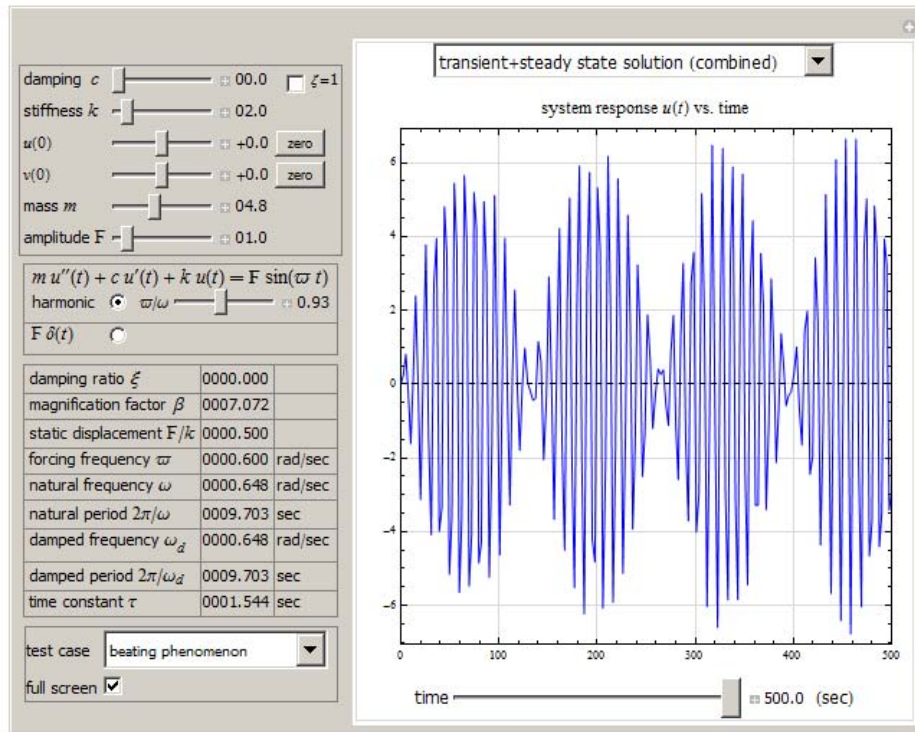 transient+steady state solution (combined)
damping c 00.0 ζ=1
stiffness k 02.0
u(0) +0.0 zero
v(0) +0.0 zero
mass m 04.8
amplitude F 01.0
m u''(t) + c u'(t) + k u(t) = F sin(ϖ t)
harmonic ϖ/ω 0.93
F δ(t)
damping ratio ξ 0000.000
magnification factor β 0007.072
static displacement F/k 0000.500
forcing frequency ϖ 0000.600 rad/sec
natural frequency ω 0000.648 rad/sec
natural period 2π/ω 0009.703 sec
damped frequency ω_d 0000.648 rad/sec
damped period 2π/ω_d 0009.703 sec
time constant τ 0001.544 sec
test case beating phenomenon
full screen
system response u(t) vs. time
6
4
2
0
-2
-4
-6
0 100 200 300 400 500
time 500.0 (sec)